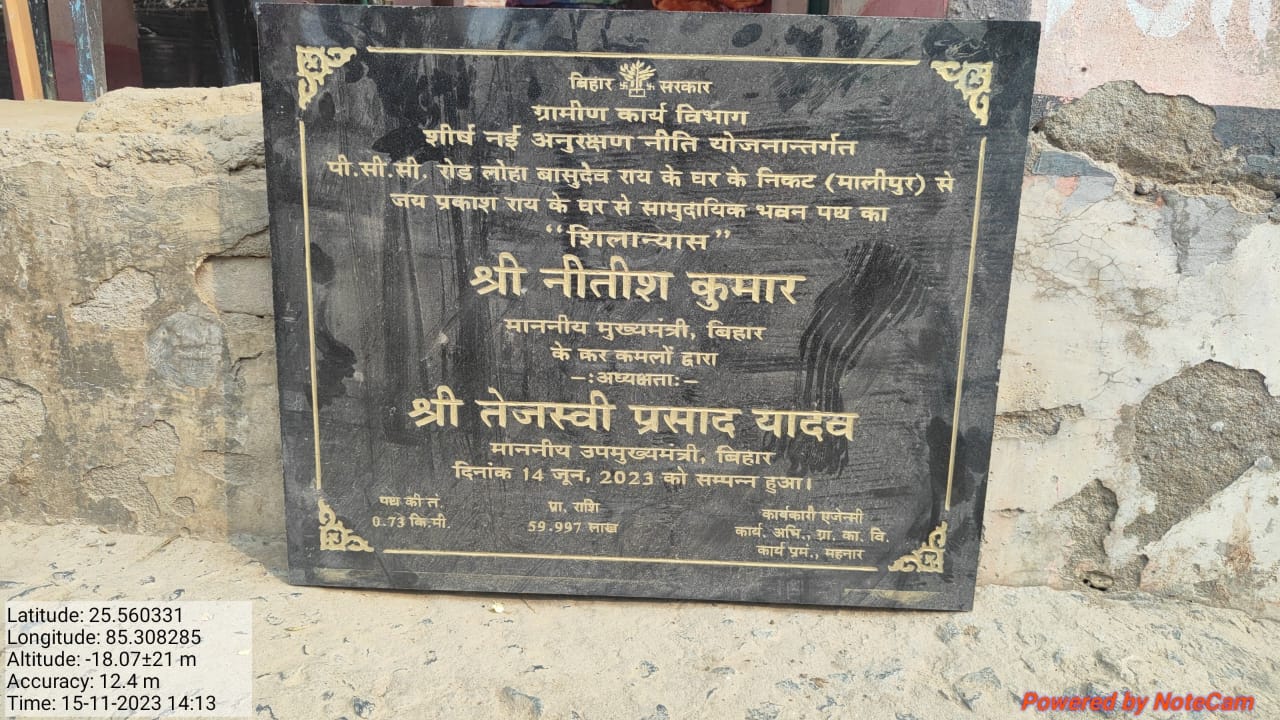 बिहार सरकार
ग्रामीण कार्य विभाग
शीर्ष नई अनुरक्षण नीति योजनान्तर्गत
पी.सी.सी. रोड लोहा बासुदेव राय के घर के निकट (मालीपुर) से
जय प्रकाश राय के घर से सामुदायिक भवन पथ का
“शिलान्यास”
श्री नीतीश कुमार
माननीय मुख्यमंत्री, बिहार
के कर कमलों द्वारा
–:अध्यक्षता:–
श्री तेजस्वी प्रसाद यादव
माननीय उपमुख्यमंत्री, बिहार
दिनांक 14 जून, 2023 को सम्पन्न हुआ।
पथ की लं.
0.73 कि.मी.
प्रा. राशि
59.997 लाख
कार्यकारी एजेन्सी
कार्य. अभि., ग्रा. का. वि.
कार्य प्रमं., महनार
Latitude: 25.560331
Longitude: 85.308285
Altitude: -18.07±21 m
Accuracy: 12.4 m
Time: 15-11-2023 14:13
Powered by NoteCam